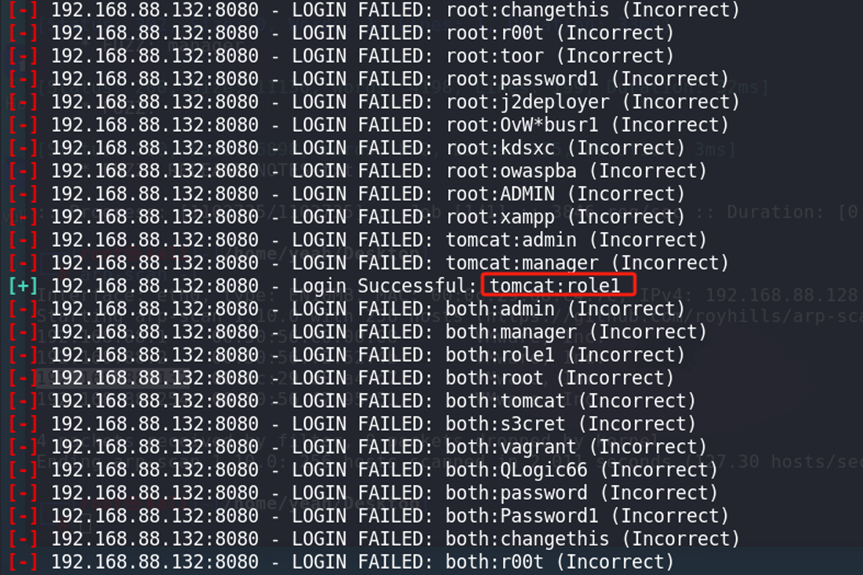 [-] 192.168.88.132:8080 - LOGIN FAILED: root:changethis (Incorrect)
[-] 192.168.88.132:8080 - LOGIN FAILED: root:r00t (Incorrect)
[-] 192.168.88.132:8080 - LOGIN FAILED: root:toor (Incorrect)
[-] 192.168.88.132:8080 - LOGIN FAILED: root:password1 (Incorrect)
[-] 192.168.88.132:8080 - LOGIN FAILED: root:j2deployer (Incorrect)
[-] 192.168.88.132:8080 - LOGIN FAILED: root:OvW*busr1 (Incorrect)
[-] 192.168.88.132:8080 - LOGIN FAILED: root:kdsxc (Incorrect)
[-] 192.168.88.132:8080 - LOGIN FAILED: root:owaspba (Incorrect)
[-] 192.168.88.132:8080 - LOGIN FAILED: root:ADMIN (Incorrect)
[-] 192.168.88.132:8080 - LOGIN FAILED: root:xampp (Incorrect)
[-] 192.168.88.132:8080 - LOGIN FAILED: tomcat:admin (Incorrect)
[-] 192.168.88.132:8080 - LOGIN FAILED: tomcat:manager (Incorrect)
[+] 192.168.88.132:8080 - Login Successful: tomcat:role1
[-] 192.168.88.132:8080 - LOGIN FAILED: both:admin (Incorrect)
[-] 192.168.88.132:8080 - LOGIN FAILED: both:manager (Incorrect)
[-] 192.168.88.132:8080 - LOGIN FAILED: both:role1 (Incorrect)
[-] 192.168.88.132:8080 - LOGIN FAILED: both:root (Incorrect)
[-] 192.168.88.132:8080 - LOGIN FAILED: both:tomcat (Incorrect)
[-] 192.168.88.132:8080 - LOGIN FAILED: both:s3cret (Incorrect)
[-] 192.168.88.132:8080 - LOGIN FAILED: both:vagrant (Incorrect)
[-] 192.168.88.132:8080 - LOGIN FAILED: both:QLogic66 (Incorrect)
[-] 192.168.88.132:8080 - LOGIN FAILED: both:password (Incorrect)
[-] 192.168.88.132:8080 - LOGIN FAILED: both:Password1 (Incorrect)
[-] 192.168.88.132:8080 - LOGIN FAILED: both:changethis (Incorrect)
[-] 192.168.88.132:8080 - LOGIN FAILED: both:r00t (Incorrect)